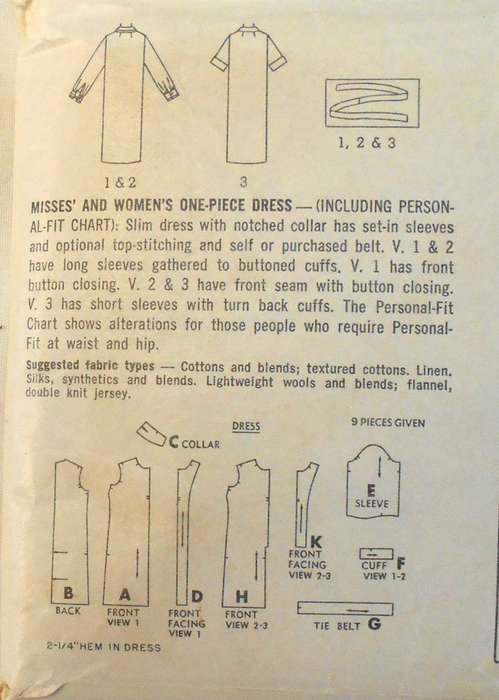 1 & 2
3
1, 2 & 3
MISSES' AND WOMEN'S ONE-PIECE DRESS — (INCLUDING PERSON-
AL-FIT CHART): Slim dress with notched collar has set-in sleeves
and optional top-stitching and self or purchased belt. V. 1 & 2
have long sleeves gathered to buttoned cuffs. V. 1 has front
button closing. V. 2 & 3 have front seam with button closing.
V. 3 has short sleeves with turn back cuffs. The Personal-Fit
Chart shows alterations for those people who require Personal-
Fit at waist and hip.
Suggested fabric types — Cottons and blends; textured cottons. Linen.
Silks, synthetics and blends. Lightweight wools and blends; flannel,
double knit jersey.
DRESS
9 PIECES GIVEN
C COLLAR
B
BACK
A
FRONT
VIEW 1
D
FRONT
FACING
VIEW 1
H
FRONT
VIEW 2-3
K
FRONT
FACING
VIEW 2-3
E
SLEEVE
CUFF F
VIEW 1-2
TIE BELT G
2-1/4" HEM IN DRESS